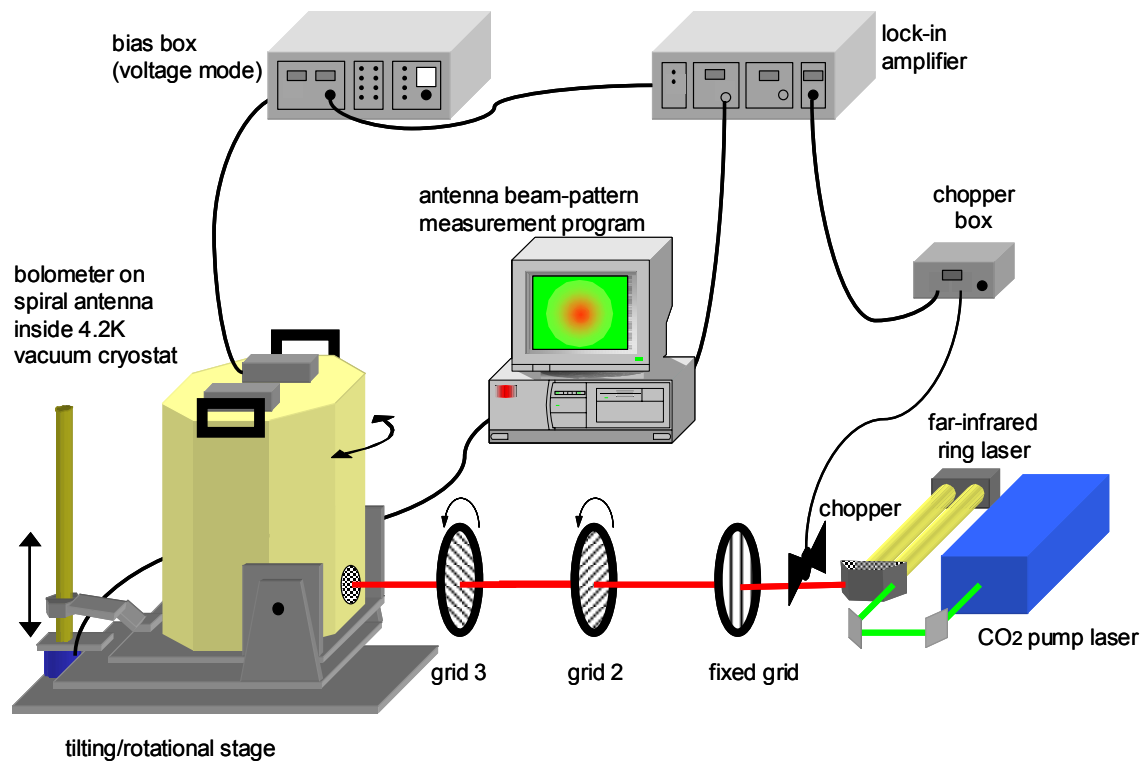 bias box
(voltage mode)
lock-in
amplifier
antenna beam-pattern
measurement program
chopper
box
bolometer on
spiral antenna
inside 4.2K
vacuum cryostat
far-infrared
ring laser
chopper
CO2 pump laser
grid 3
grid 2
fixed grid
tilting/rotational stage